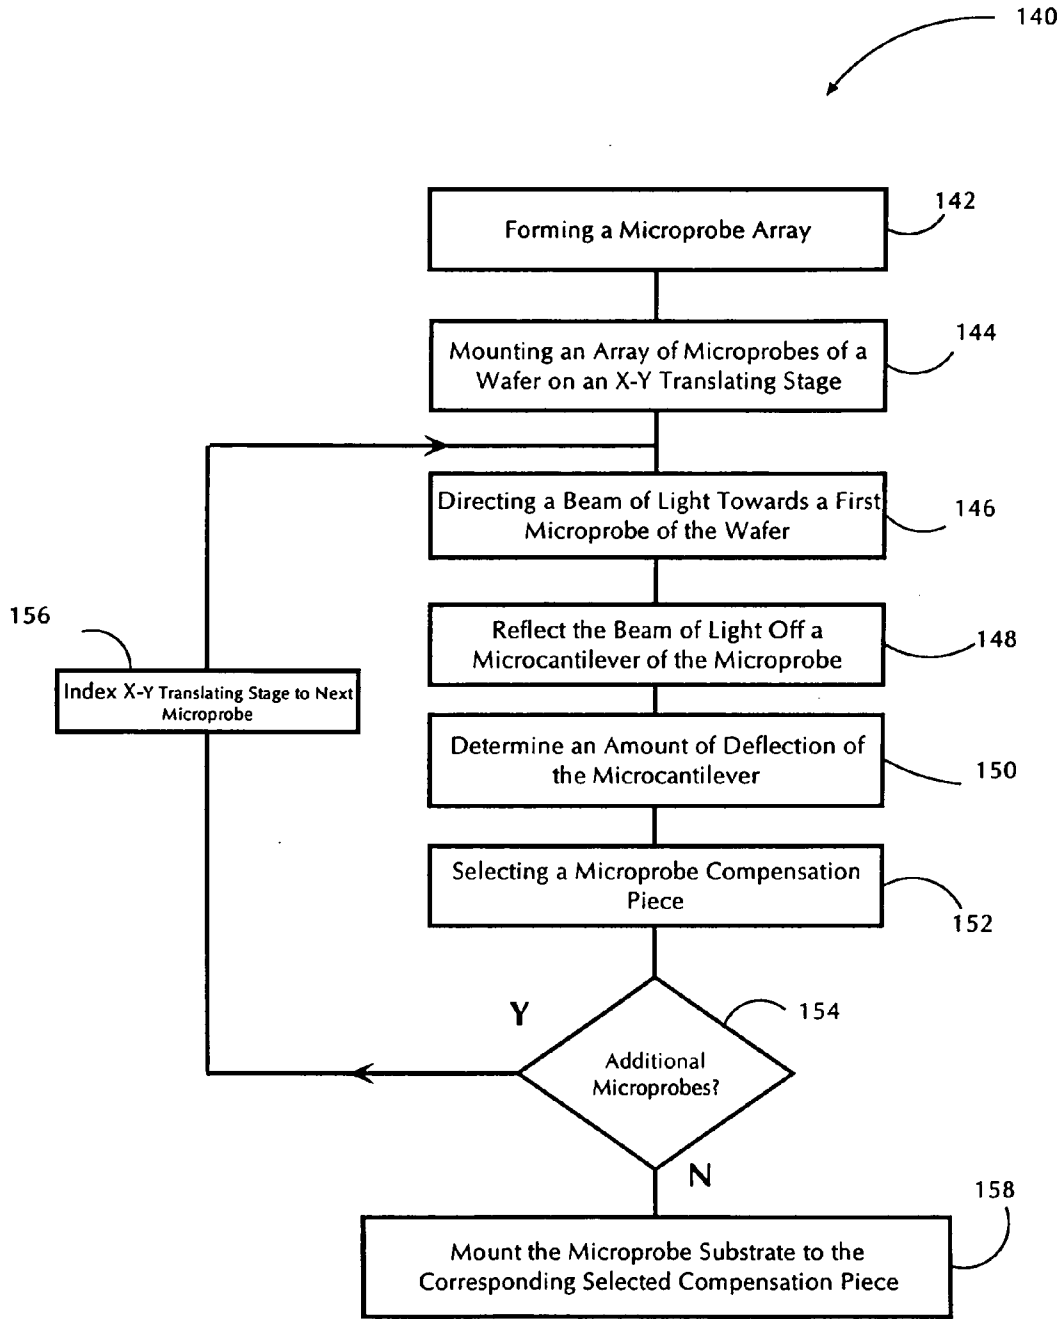 140
Forming a Microprobe Array
142
Mounting an Array of Microprobes of a
Wafer on an X-Y Translating Stage
144
Directing a Beam of Light Towards a First
Microprobe of the Wafer
146
Reflect the Beam of Light Off a
Microcantilever of the Microprobe
148
156
Index X-Y Translating Stage to Next
Microprobe
Determine an Amount of Deflection of
the Microcantilever
150
Selecting a Microprobe Compensation
Piece
152
Y
154
Additional
Microprobes?
N
158
Mount the Microprobe Substrate to the
Corresponding Selected Compensation Piece